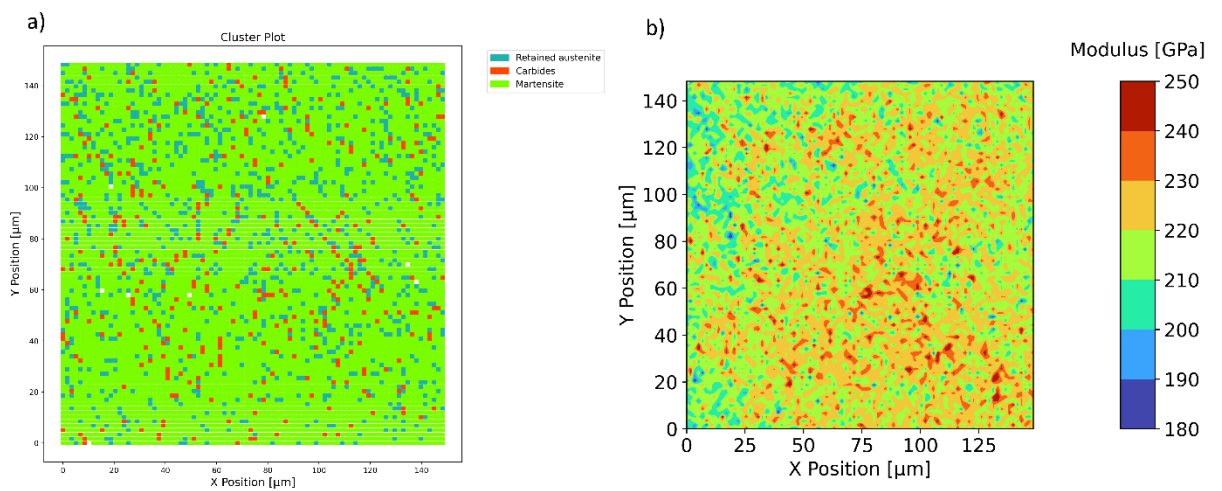 a)
Cluster Plot
Retained austenite
Carbides
Martensite
140
120
100
80
60
40
20
0
Y Position [µm]
0 20 40 60 80 100 120 140
X Position [µm]
b)
Modulus [GPa]
140
120
100
80
60
40
20
0
Y Position [µm]
0 25 50 75 100 125
X Position [µm]
250
240
230
220
210
200
190
180